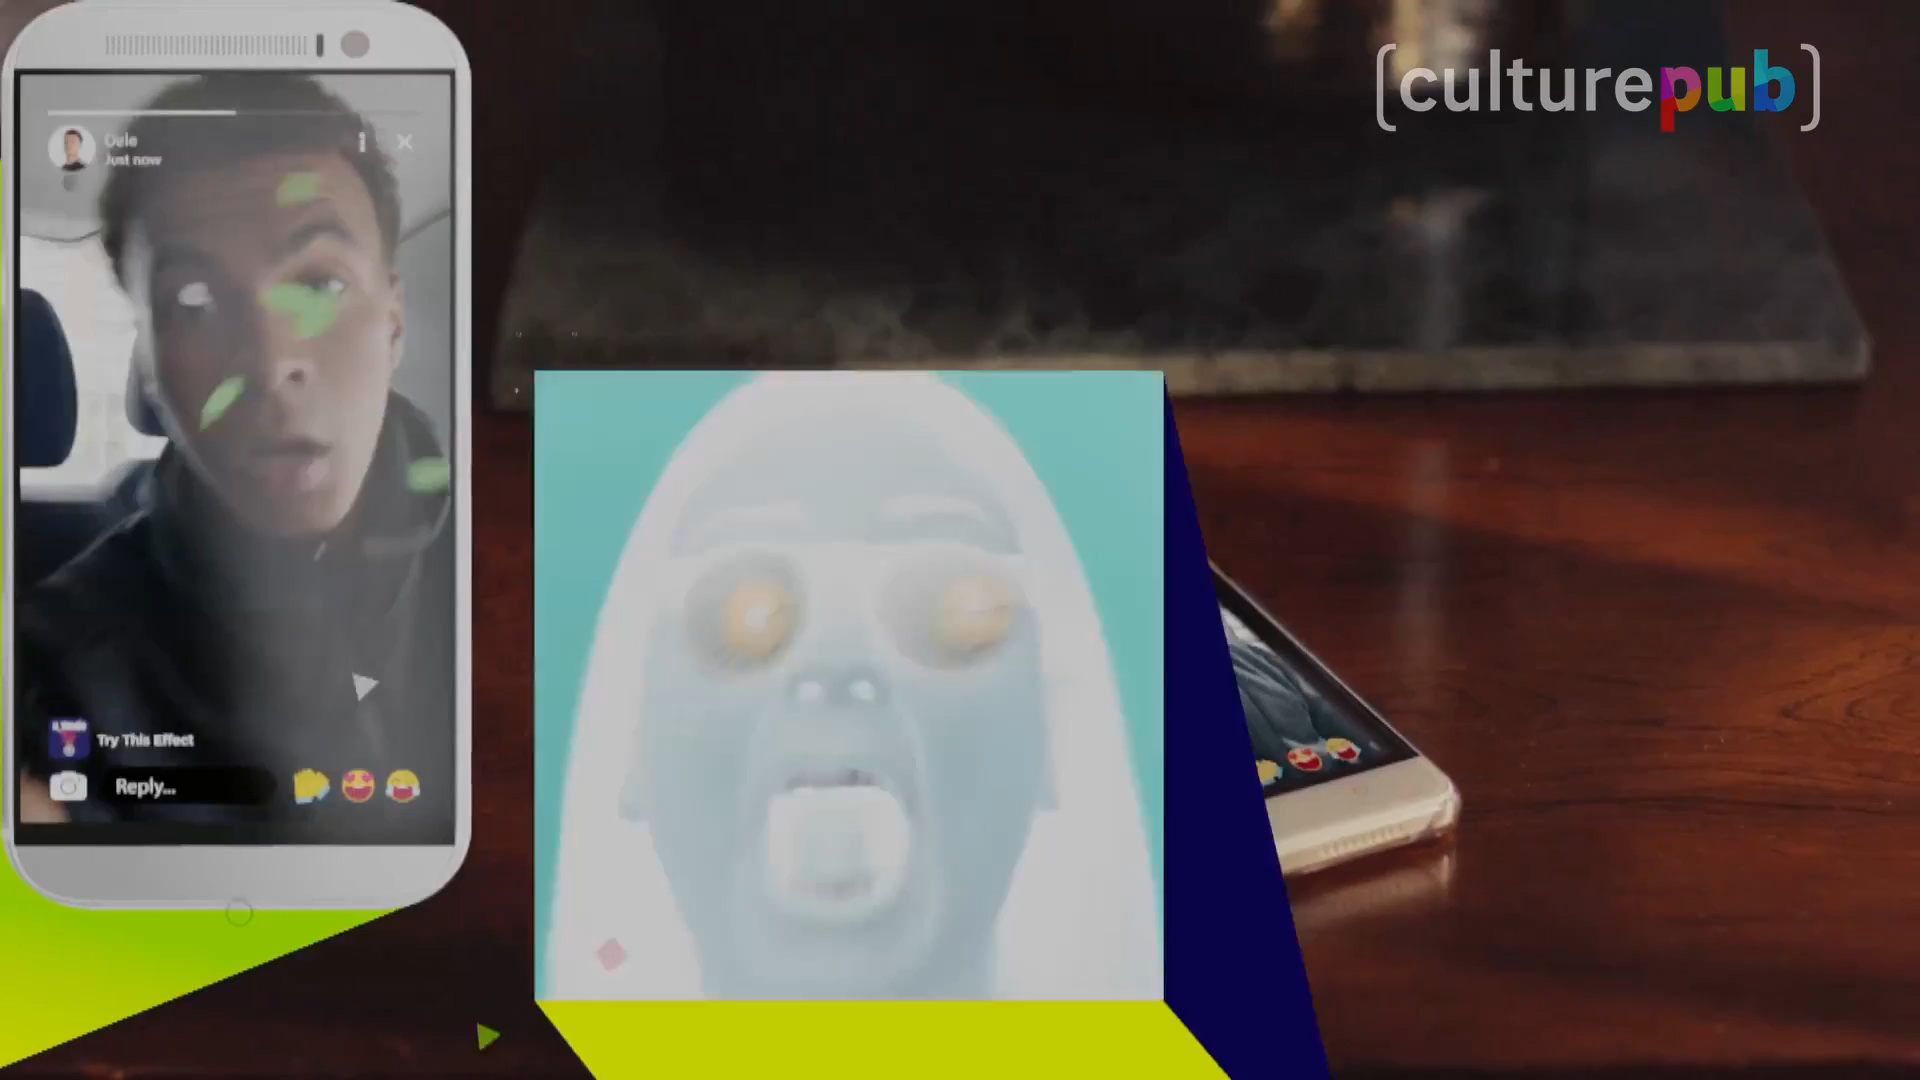 (culturepub)
Dele
Just now
Try This Effect
Reply...